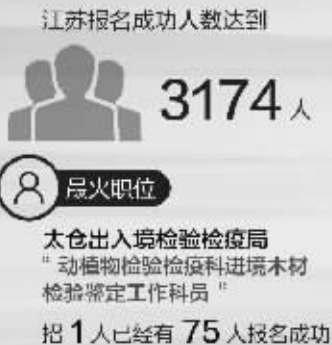 江苏报名成功人数达到
3174人
最火职位
太仓出入境检验检疫局
"动植物检验检疫科进境木材
检验鉴定工作科员"
招1人已经有75人报名成功